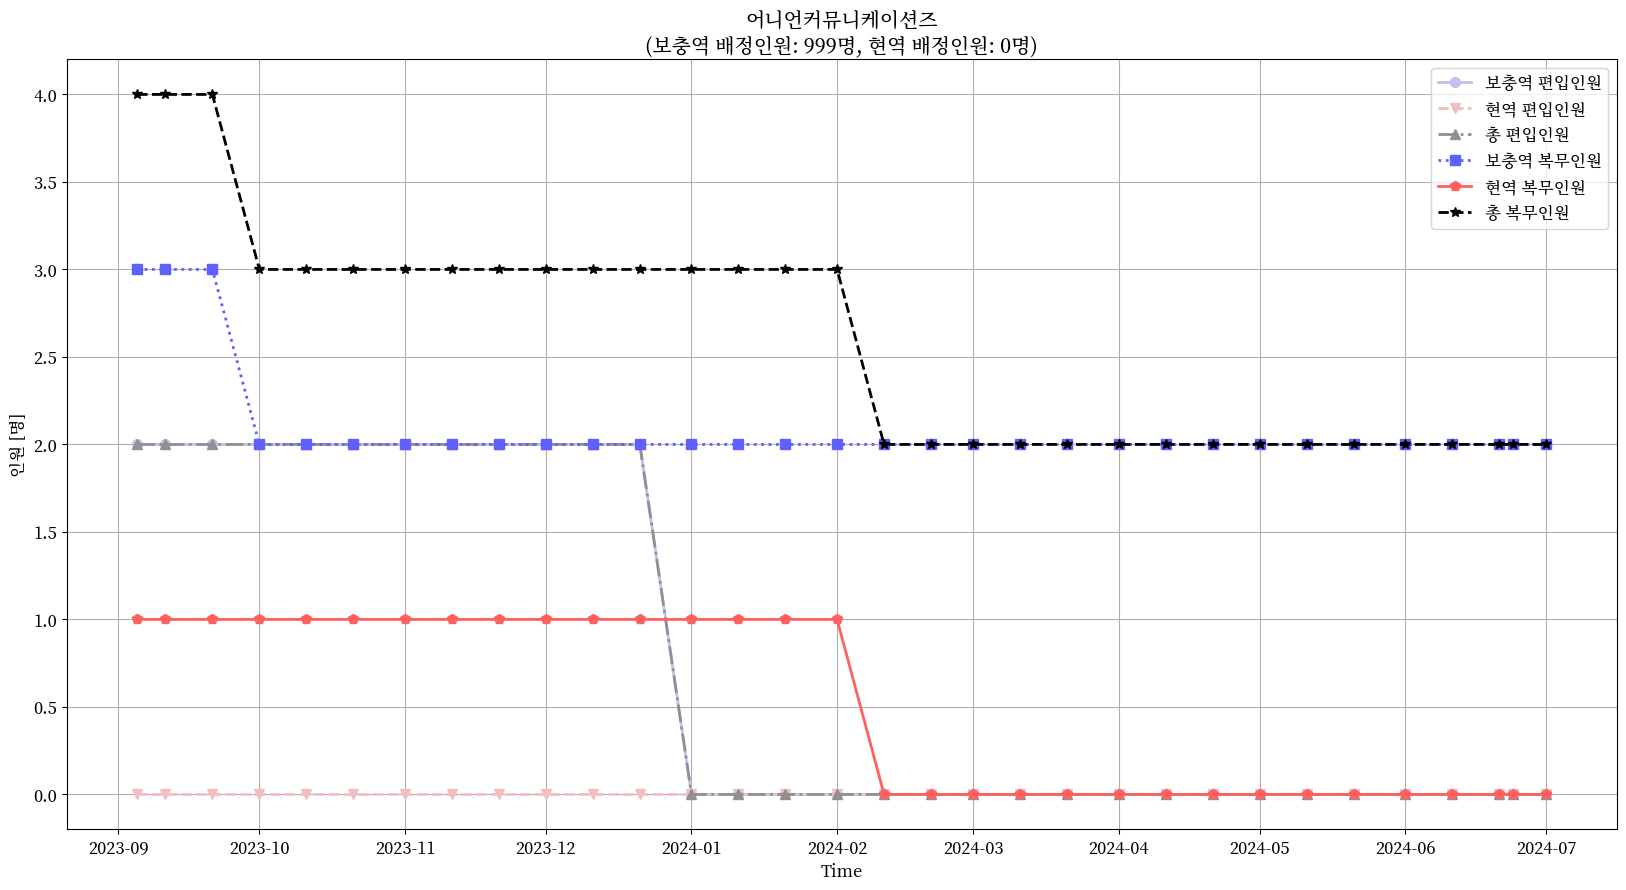 어니언커뮤니케이션즈
(보충역 배정인원: 999명, 현역 배정인원: 0명)
보충역 편입인원
현역 편입인원
총 편입인원
보충역 복무인원
현역 복무인원
총 복무인원
인원 [명]
4.0
3.5
3.0
2.5
2.0
1.5
1.0
0.5
0.0
2023-09 2023-10 2023-11 2023-12 2024-01 2024-02 2024-03 2024-04 2024-05 2024-06 2024-07
Time